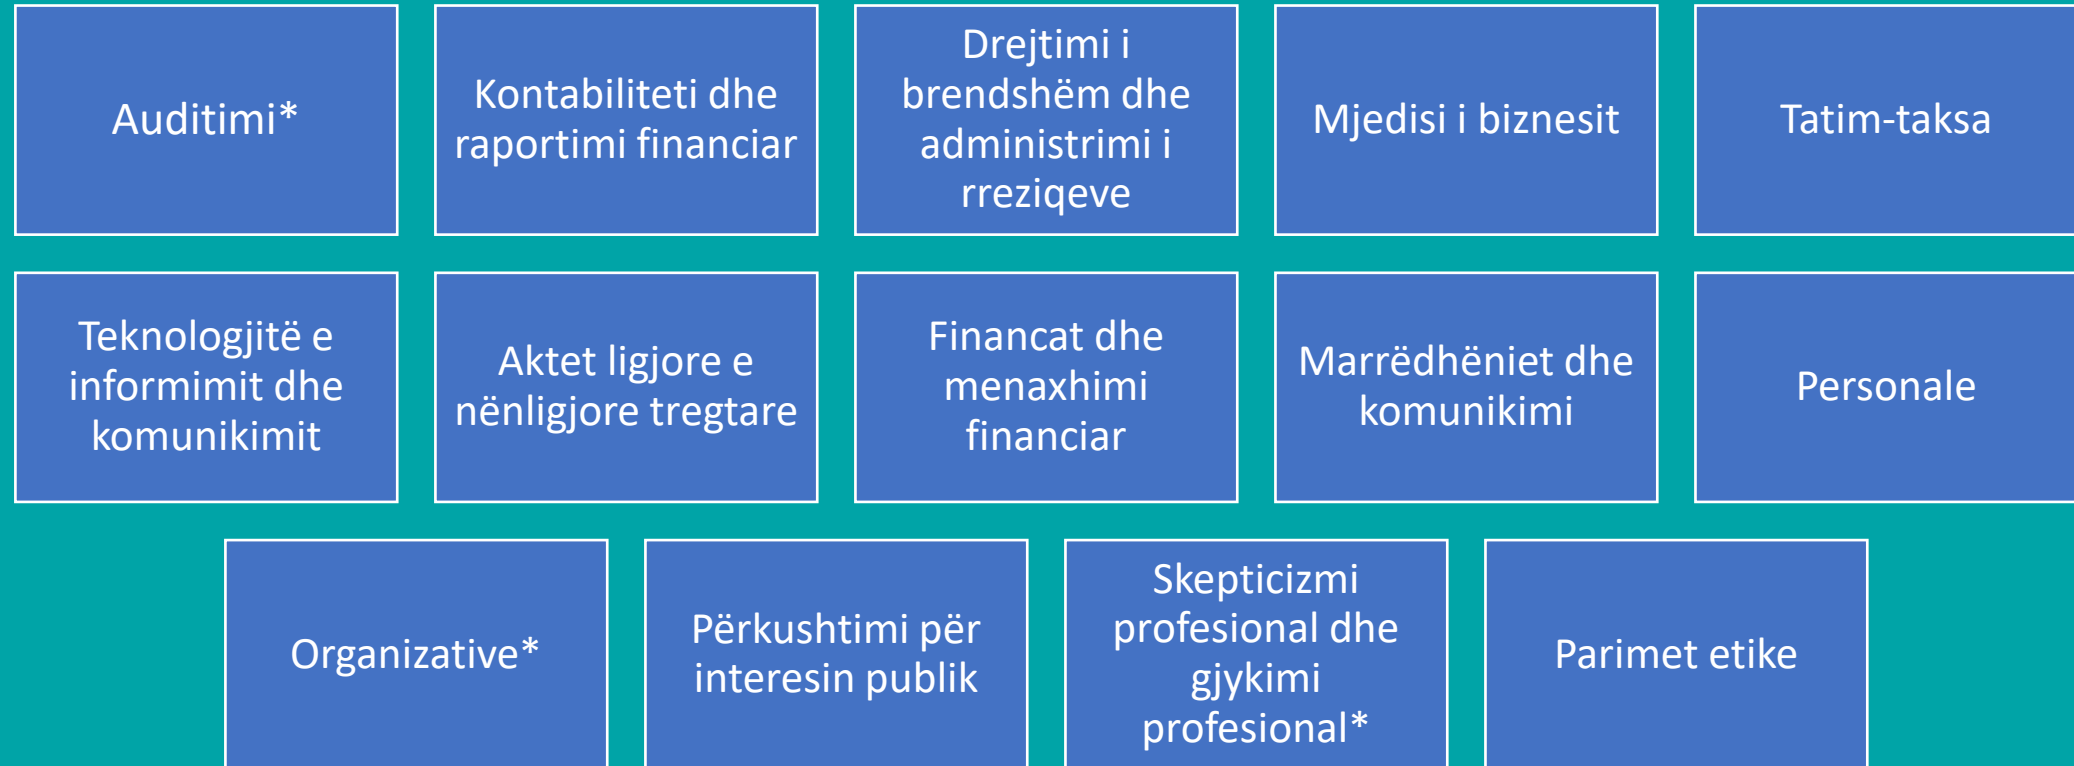 Auditimi*
Kontabiliteti dhe
raportimi financiar
Drejtimi i
brendshëm dhe
administrimi i
rreziqeve
Mjedisi i biznesit
Tatim-taksa
Teknologjitë e
informimit dhe
komunikimit
Aktet ligjore e
nënligjore tregtare
Financat dhe
menaxhimi
financiar
Marrëdhëniet dhe
komunikimi
Personale
Organizative*
Përkushtimi për
interesin publik
Skepticizmi
profesional dhe
gjykimi
profesional*
Parimet etike